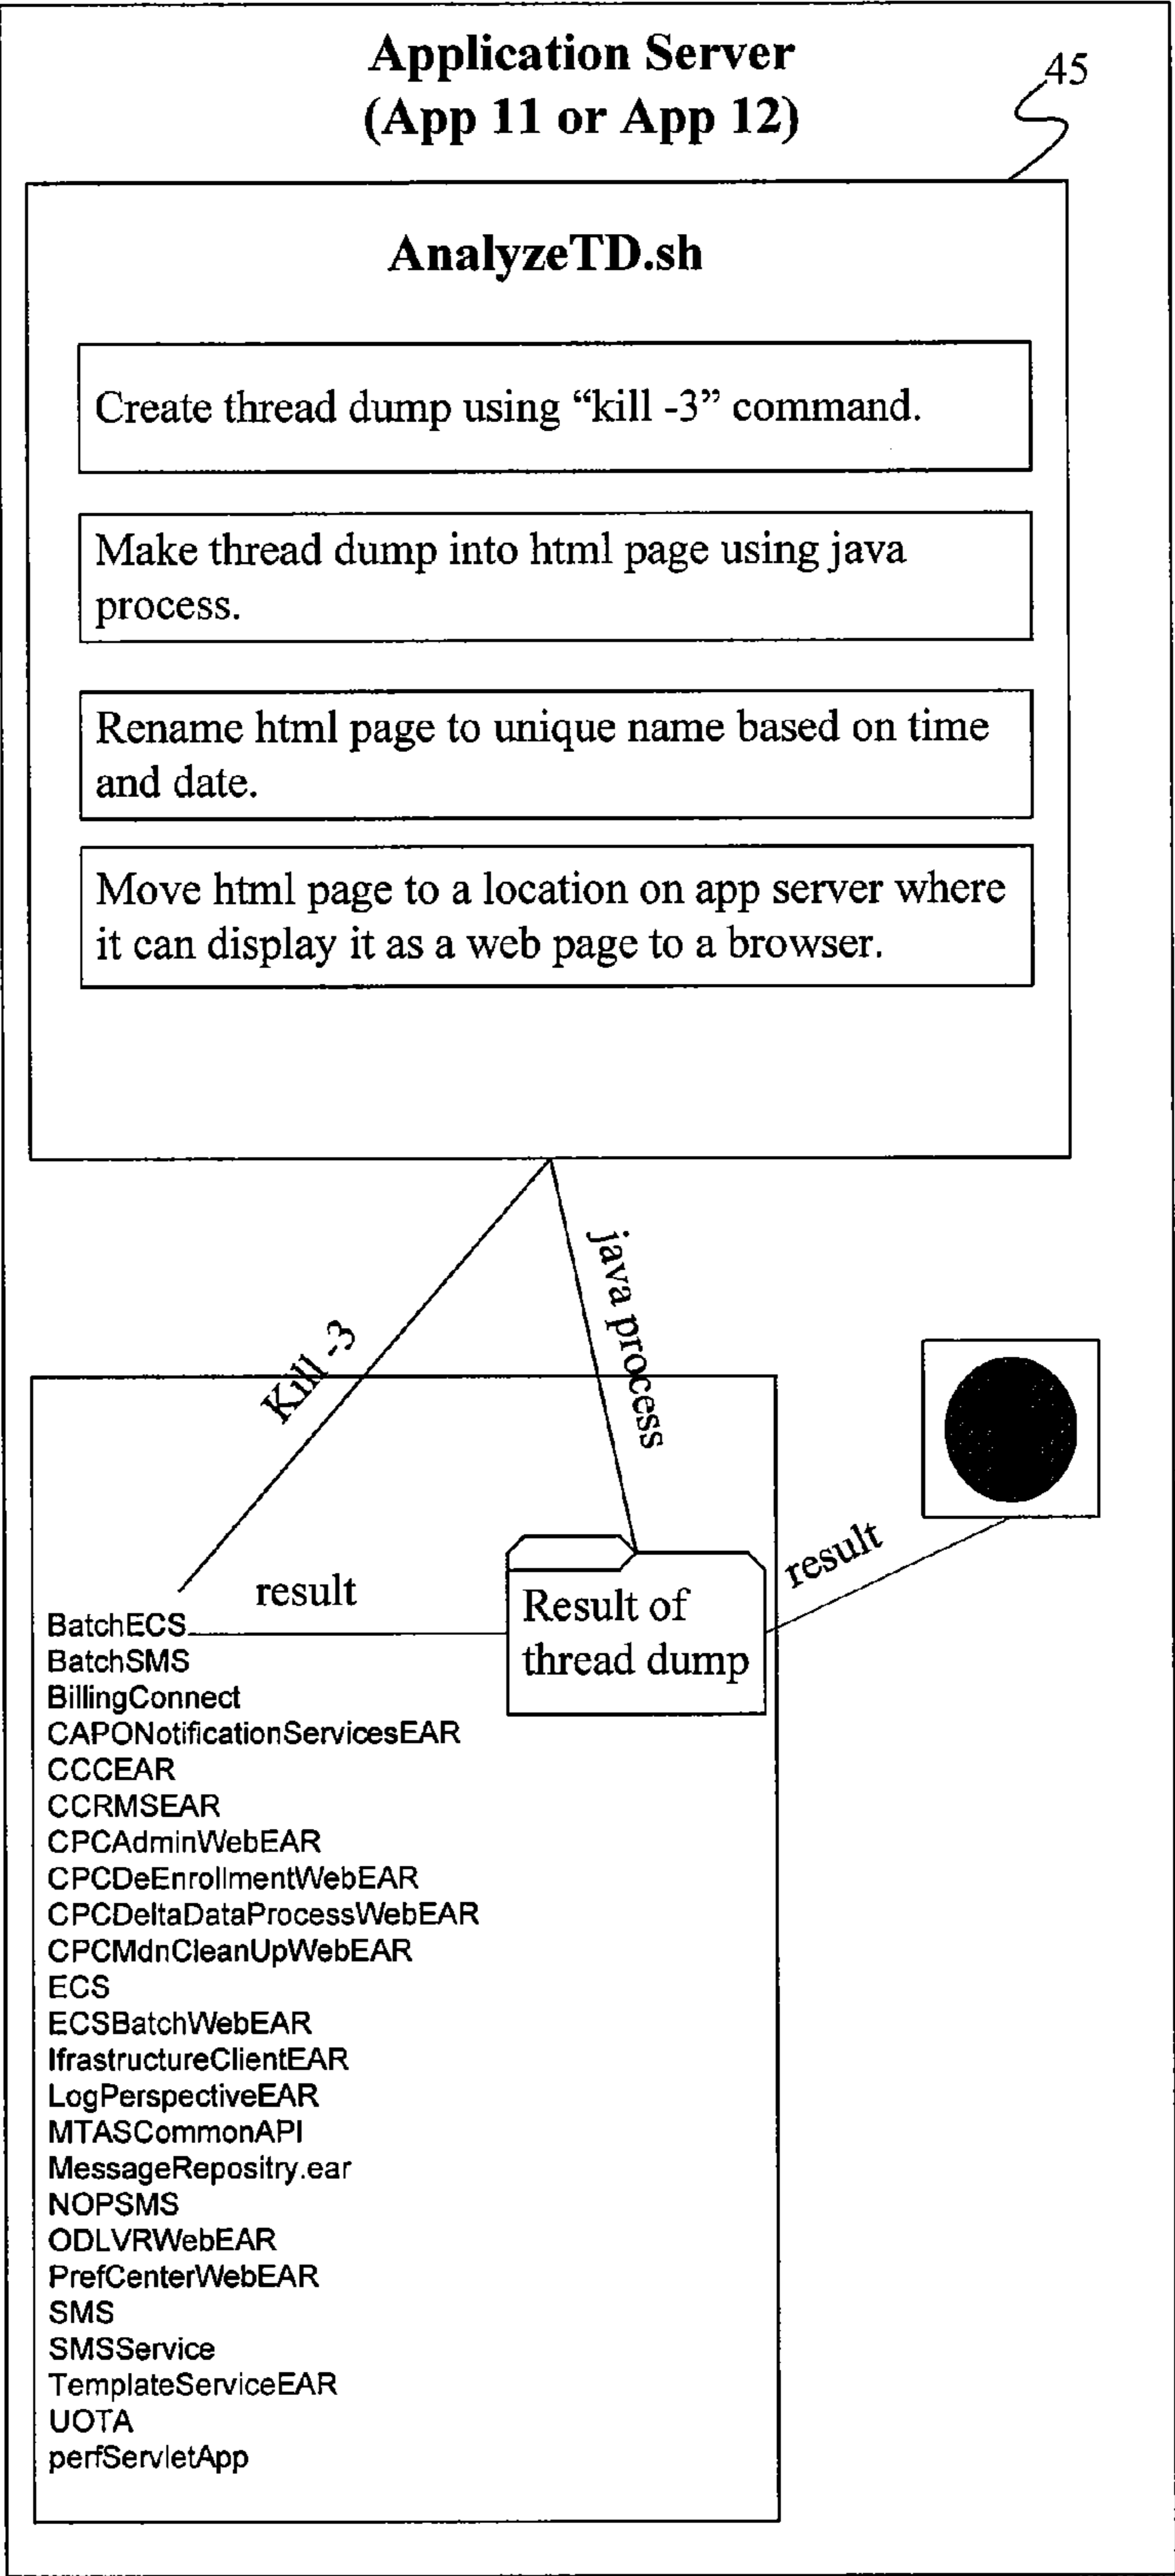 Application Server
(App 11 or App 12)
45
AnalyzeTD.sh
Create thread dump using “kill -3” command.
Make thread dump into html page using java
process.
Rename html page to unique name based on time
and date.
Move html page to a location on app server where
it can display it as a web page to a browser.
Kill -3
java process
result
result
Result of
thread dump
BatchECS
BatchSMS
BillingConnect
CAPONotificationServicesEAR
CCCEAR
CCRMSEAR
CPCAdminWebEAR
CPCDeEnrollmentWebEAR
CPCDeltaDataProcessWebEAR
CPCMdnCleanUpWebEAR
ECS
ECSBatchWebEAR
IfrastructureClientEAR
LogPerspectiveEAR
MTASCommonAPI
MessageRepositry.ear
NOPSMS
ODLVRWebEAR
PrefCenterWebEAR
SMS
SMSService
TemplateServiceEAR
UOTA
perfServletApp